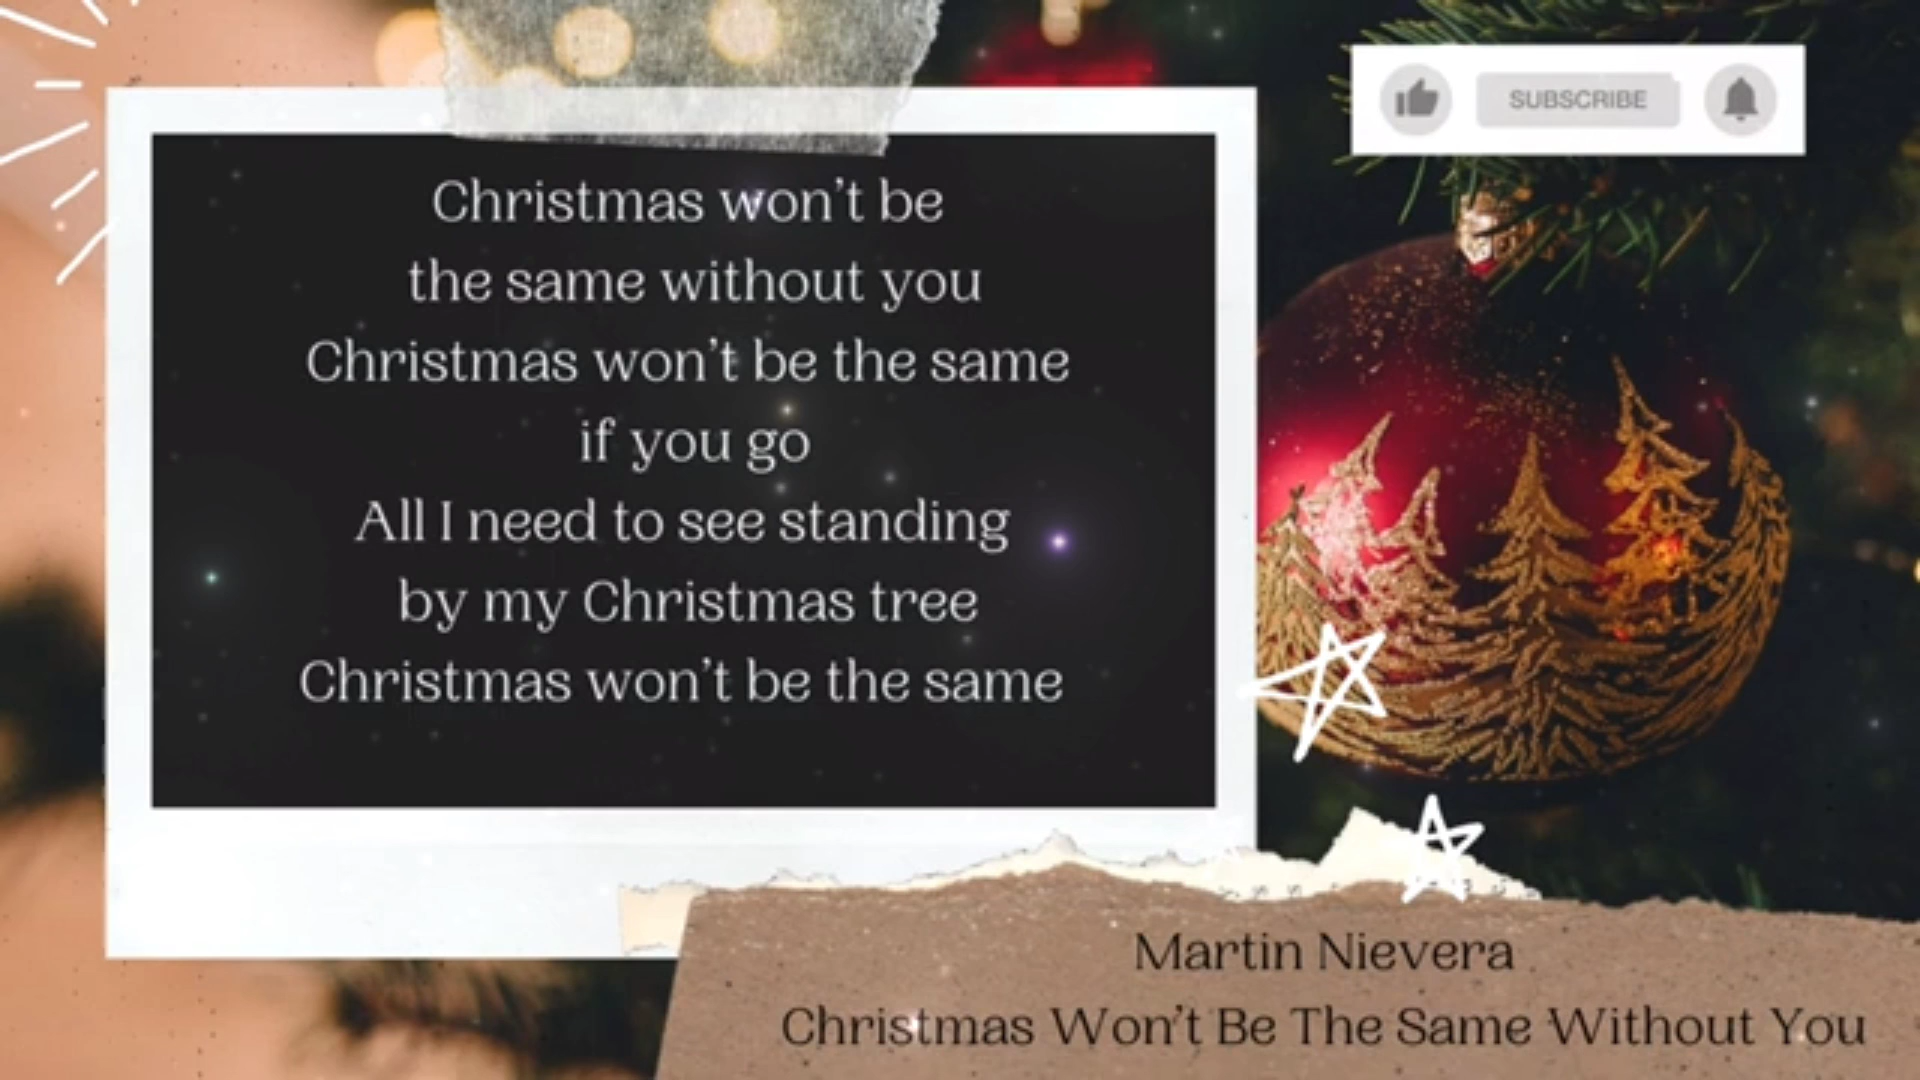 SUBSCRIBE
Christmas won't be
the same without you
Christmas won't be the same
if you go
All I need to see standing
by my Christmas tree
Christmas won't be the same
Martin Nievera
Christmas Won't Be The Same Without You